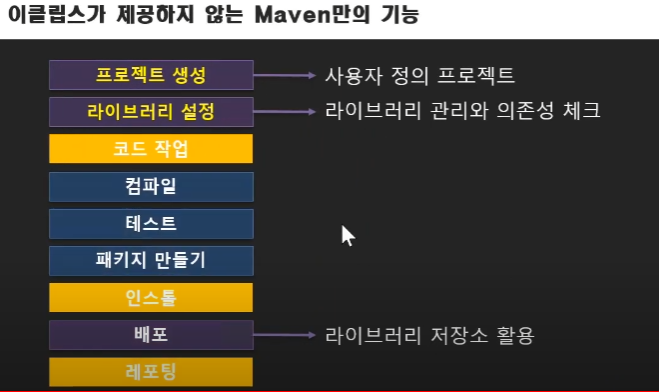 이클립스가 제공하지 않는 Maven만의 기능
프로젝트 생성 사용자 정의 프로젝트
라이브러리 설정 라이브러리 관리와 의존성 체크
코드 작업
컴파일
테스트
패키지 만들기
인스톨
배포 라이브러리 저장소 활용
레포팅